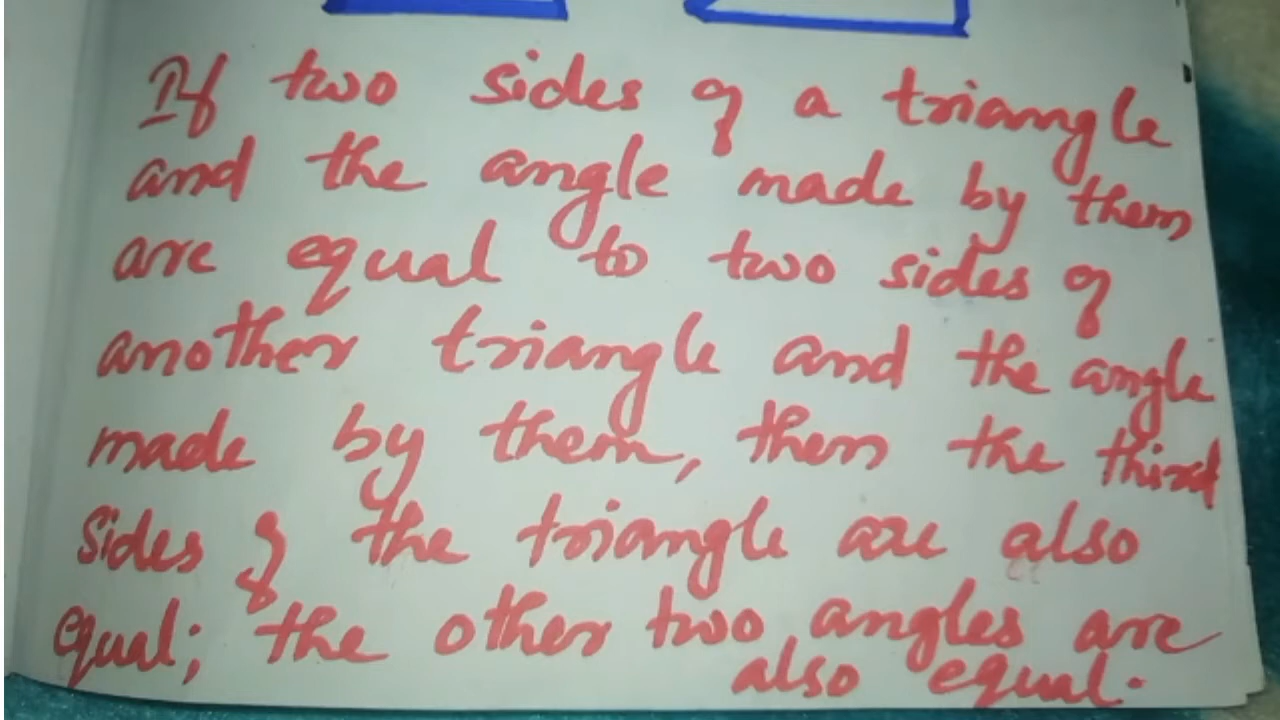 If two sides of a triangle
and the angle made by them
are equal to two sides of
another triangle and the angle
made by them, then the third
sides of the triangle are also
equal; the other two angles are
also equal.